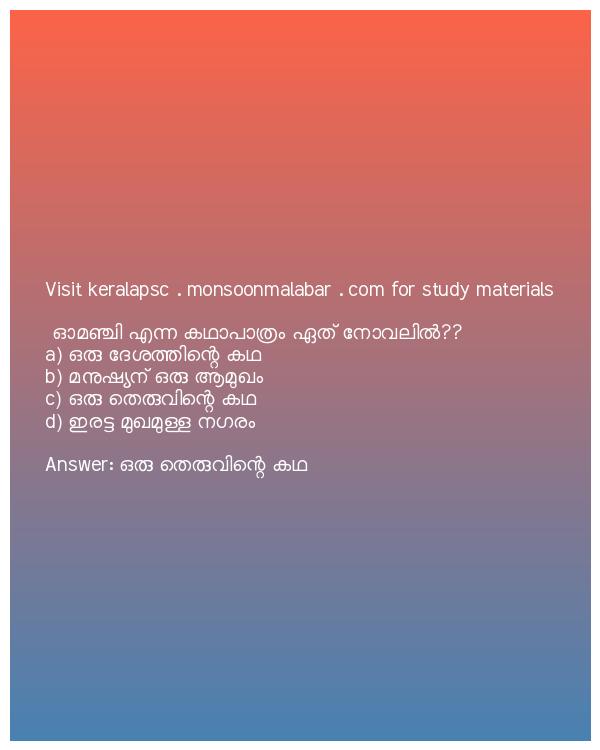 Visit keralapsc . monsoonmalabar . com for study materials
ഓമഞ്ചി എന്ന കഥാപാത്രം ഏത് നോവലിൽ??
a) ഒരു ദേശത്തിന്റെ കഥ
b) മനുഷ്യന് ഒരു ആമുഖം
c) ഒരു തെരുവിന്റെ കഥ
d) ഇരട്ട മുഖമുള്ള നഗരം
Answer: ഒരു തെരുവിന്റെ കഥ